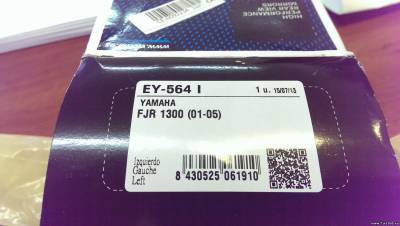 HIGH
PERFORMANCE
REAR VIEW
MIRRORS
EY-564 I
1 u. 15/07/13
YAMAHA
FJR 1300 (01-05)
Izquierdo
Gauche
Left
8 430525 061910